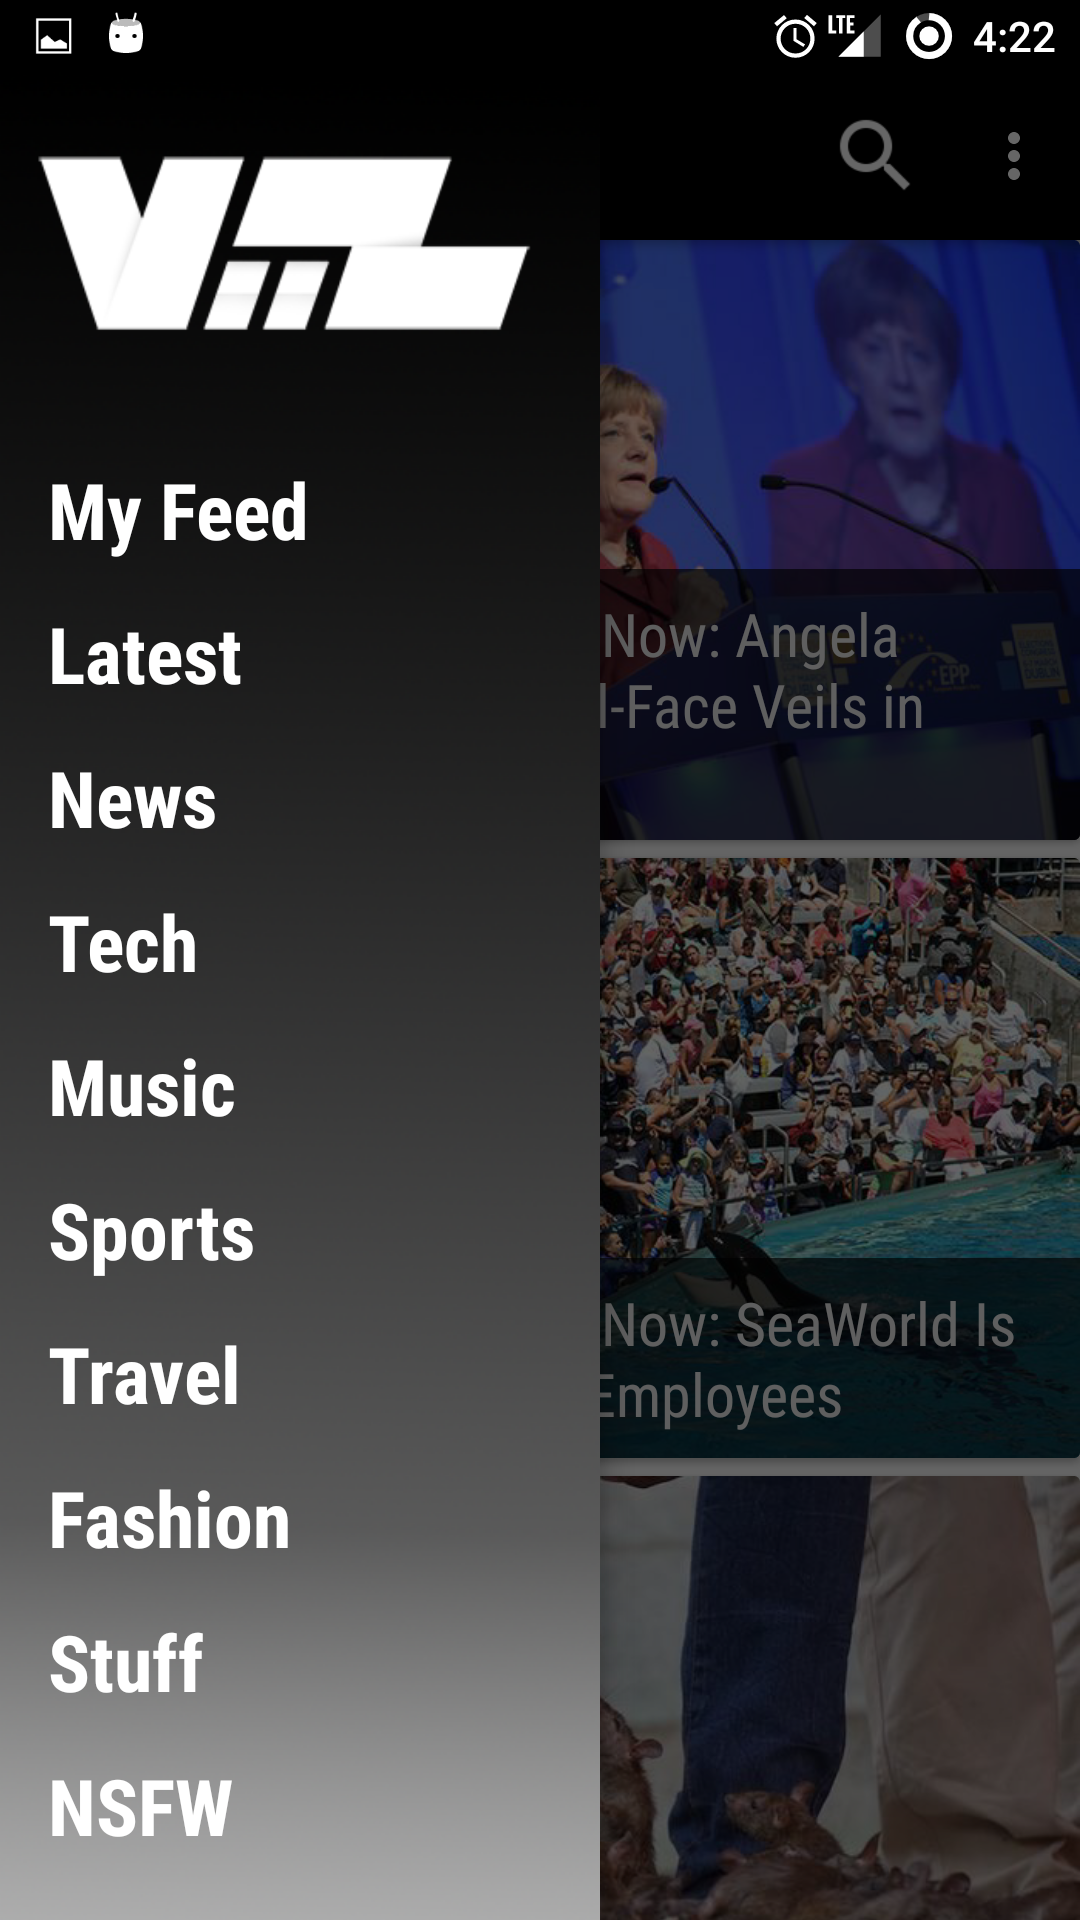 LTE 4:22
My Feed
Latest
News
Tech
Music
Sports
Travel
Fashion
Stuff
NSFW
Now: Angela
l-Face Veils in
EPP
Now: SeaWorld Is
Employees